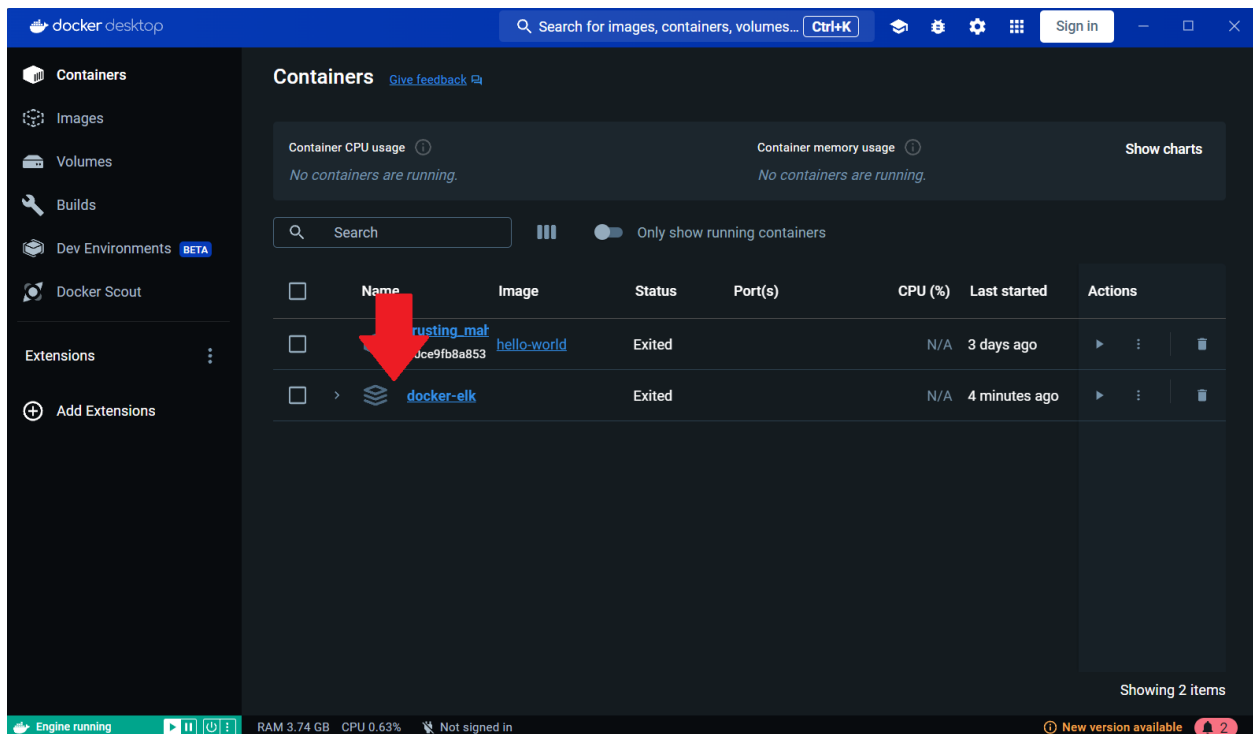 docker desktop
Search for images, containers, volumes... Ctrl+K
Sign in
Containers
Images
Volumes
Builds
Dev Environments BETA
Docker Scout
Extensions
Add Extensions
Containers Give feedback
Container CPU usage
No containers are running.
Container memory usage
No containers are running.
Show charts
Search
Only show running containers
Name Image Status Port(s) CPU (%) Last started Actions
hello-world Exited N/A 3 days ago
docker-elk Exited N/A 4 minutes ago
Showing 2 items
Engine running RAM 3.74 GB CPU 0.63% Not signed in New version available 2